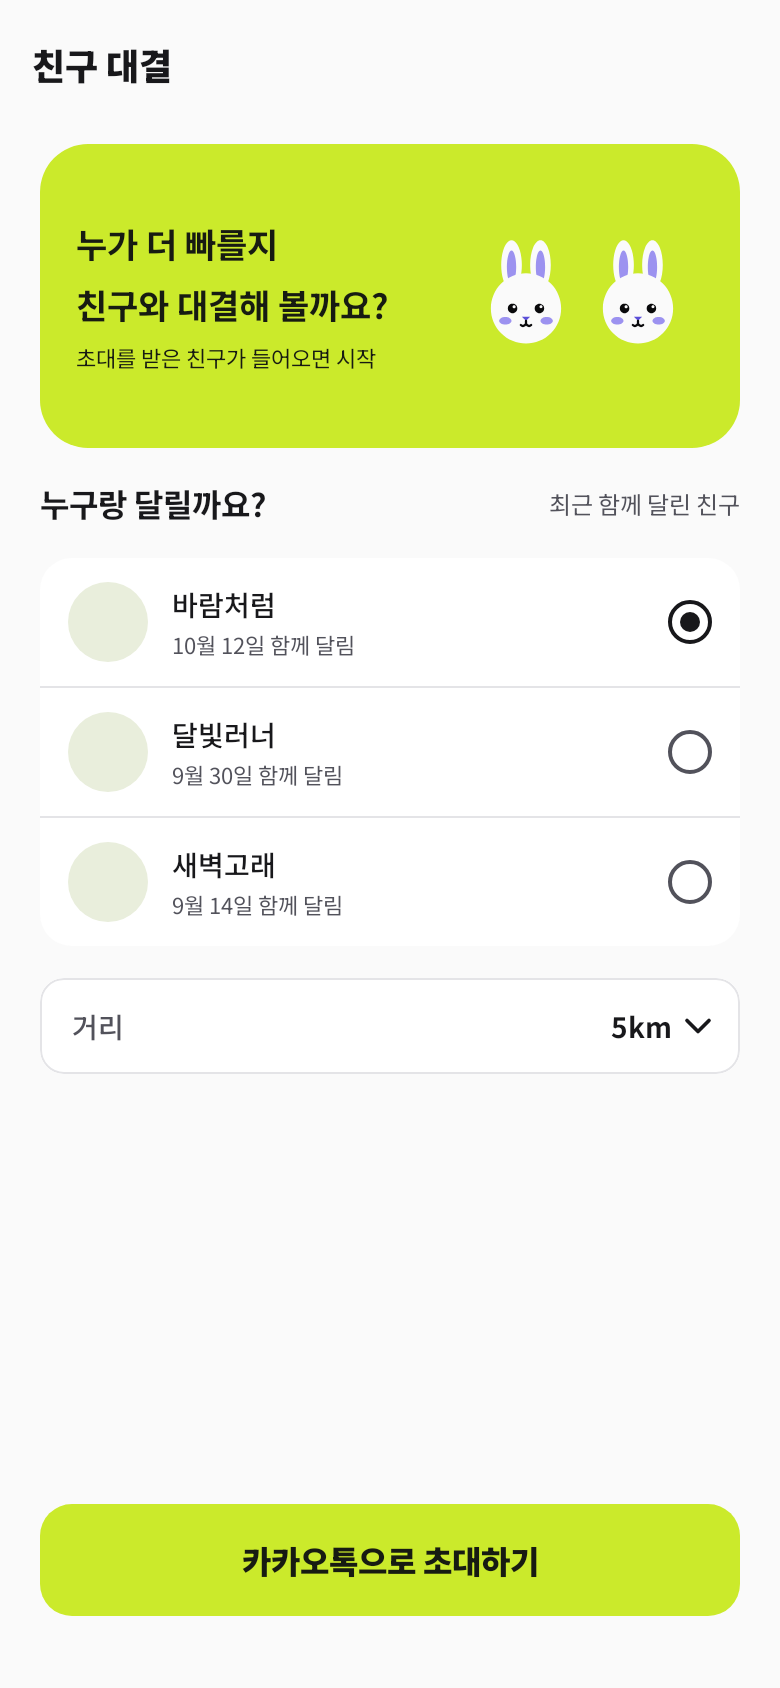 친구 대결
누가 더 빠를지
친구와 대결해 볼까요?
초대를 받은 친구가 들어오면 시작
누구랑 달릴까요?
최근 함께 달린 친구
바람처럼
10월 12일 함께 달림
달빛러너
9월 30일 함께 달림
새벽고래
9월 14일 함께 달림
거리
5km
카카오톡으로 초대하기